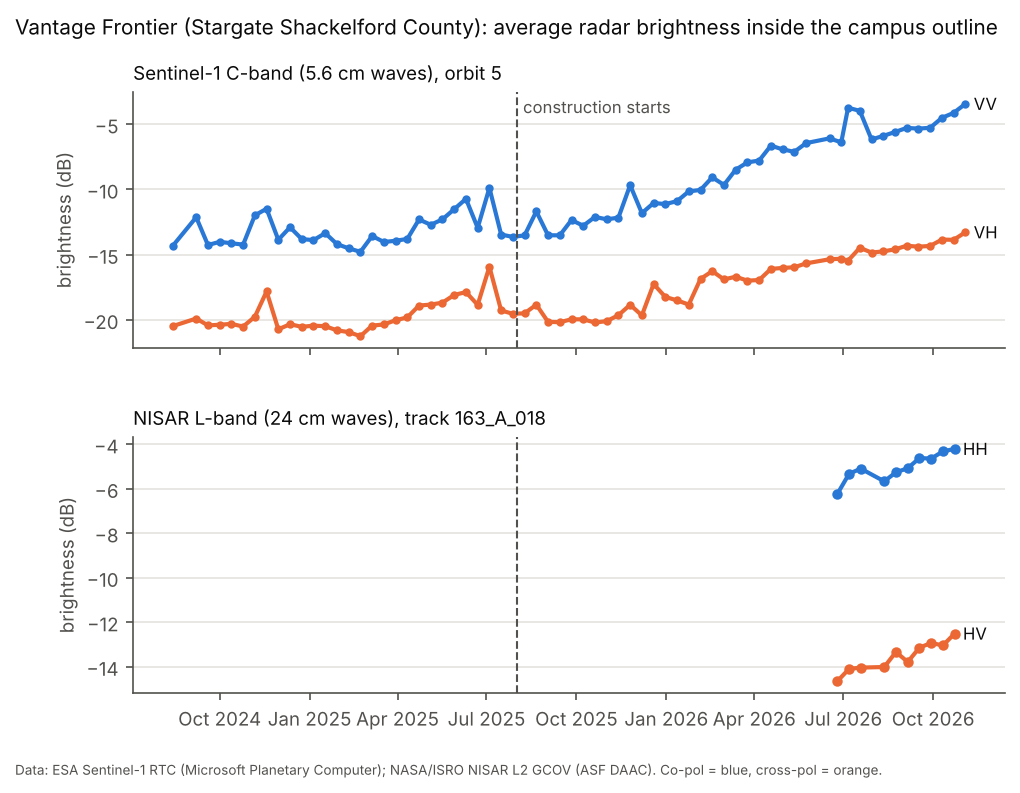 Vantage Frontier (Stargate Shackelford County): average radar brightness inside the campus outline
Sentinel-1 C-band (5.6 cm waves), orbit 5
construction starts
VV
VH
brightness (dB)
−5
−10
−15
−20
NISAR L-band (24 cm waves), track 163_A_018
HH
HV
brightness (dB)
−4
−6
−8
−10
−12
−14
Oct 2024 Jan 2025 Apr 2025 Jul 2025 Oct 2025 Jan 2026 Apr 2026 Jul 2026 Oct 2026
Data: ESA Sentinel-1 RTC (Microsoft Planetary Computer); NASA/ISRO NISAR L2 GCOV (ASF DAAC). Co-pol = blue, cross-pol = orange.